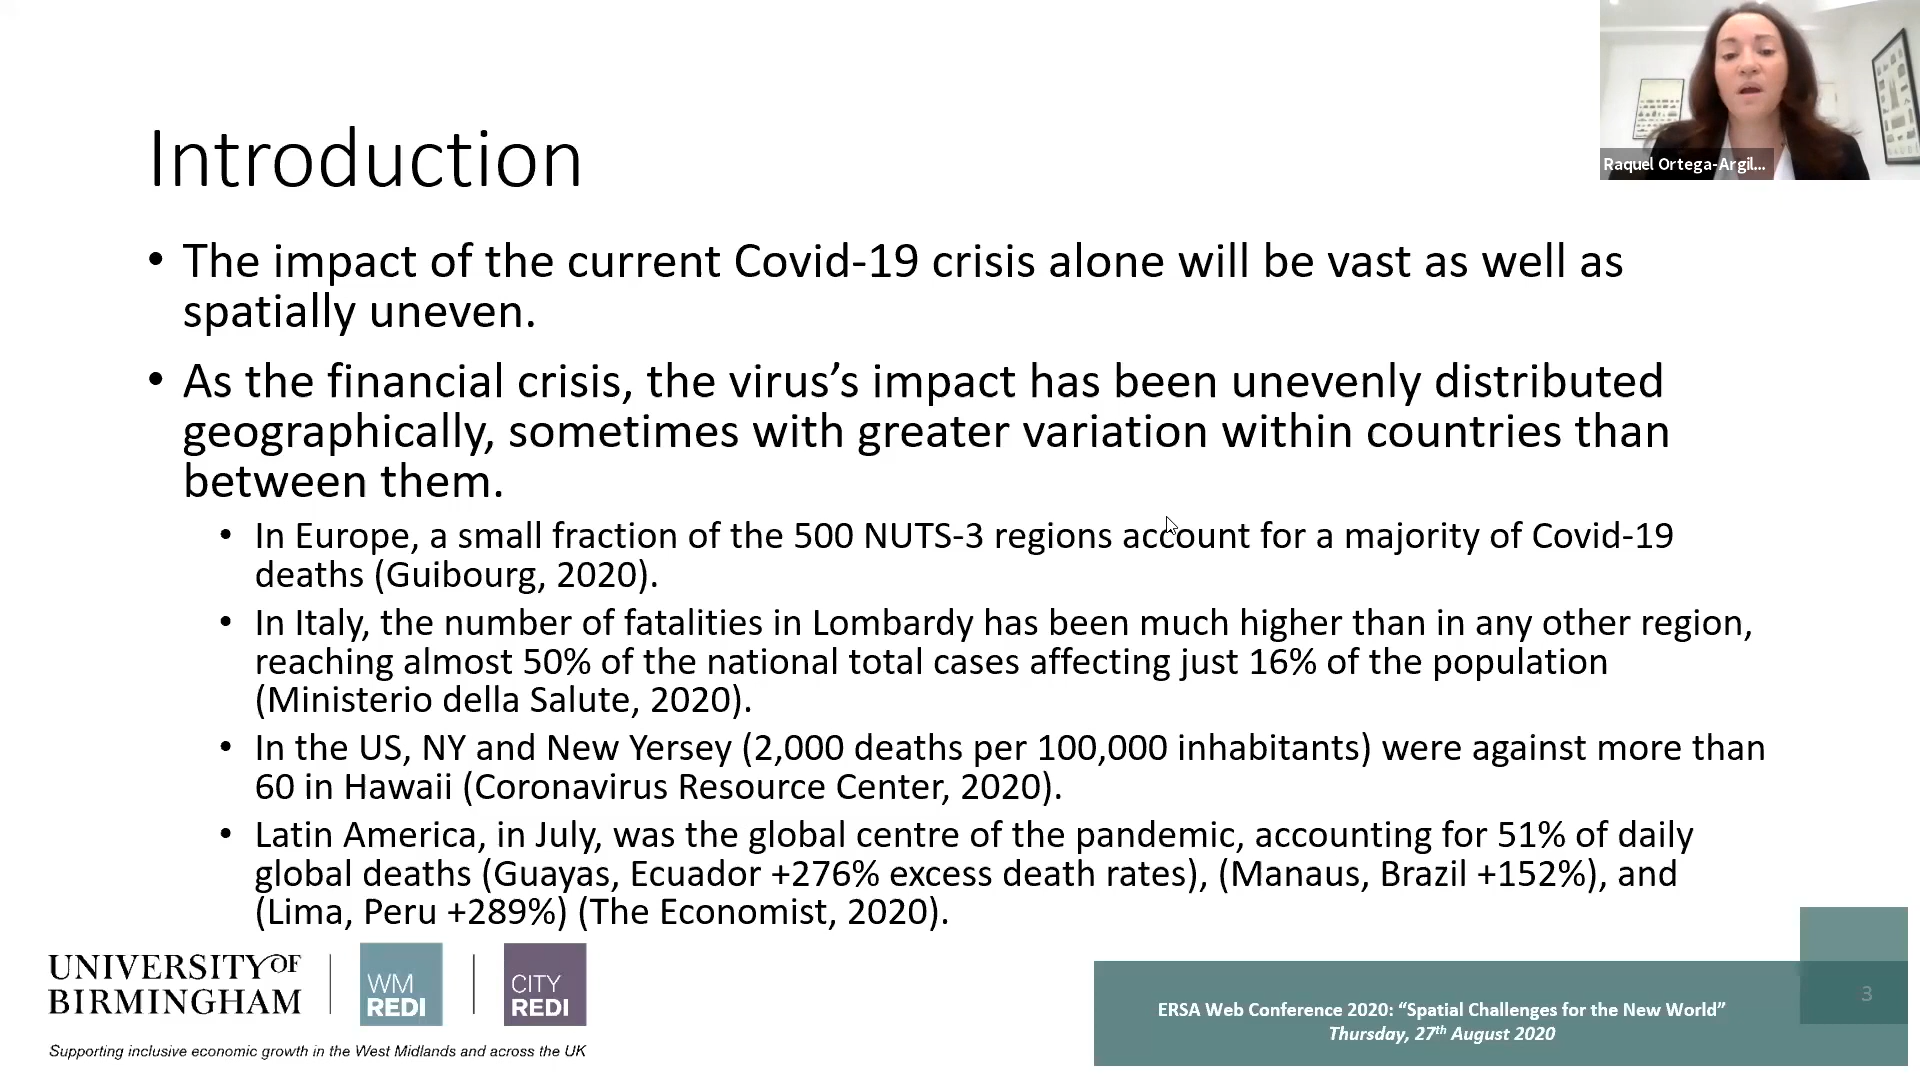 Raquel Ortega-Argil...
Introduction
• The impact of the current Covid-19 crisis alone will be vast as well as
spatially uneven.
• As the financial crisis, the virus’s impact has been unevenly distributed
geographically, sometimes with greater variation within countries than
between them.
• In Europe, a small fraction of the 500 NUTS-3 regions account for a majority of Covid-19
deaths (Guibourg, 2020).
• In Italy, the number of fatalities in Lombardy has been much higher than in any other region,
reaching almost 50% of the national total cases affecting just 16% of the population
(Ministerio della Salute, 2020).
• In the US, NY and New Yersey (2,000 deaths per 100,000 inhabitants) were against more than
60 in Hawaii (Coronavirus Resource Center, 2020).
• Latin America, in July, was the global centre of the pandemic, accounting for 51% of daily
global deaths (Guayas, Ecuador +276% excess death rates), (Manaus, Brazil +152%), and
(Lima, Peru +289%) (The Economist, 2020).
UNIVERSITY OF
BIRMINGHAM
WM
REDI
CITY
REDI
Supporting inclusive economic growth in the West Midlands and across the UK
ERSA Web Conference 2020: “Spatial Challenges for the New World”
Thursday, 27th August 2020
3